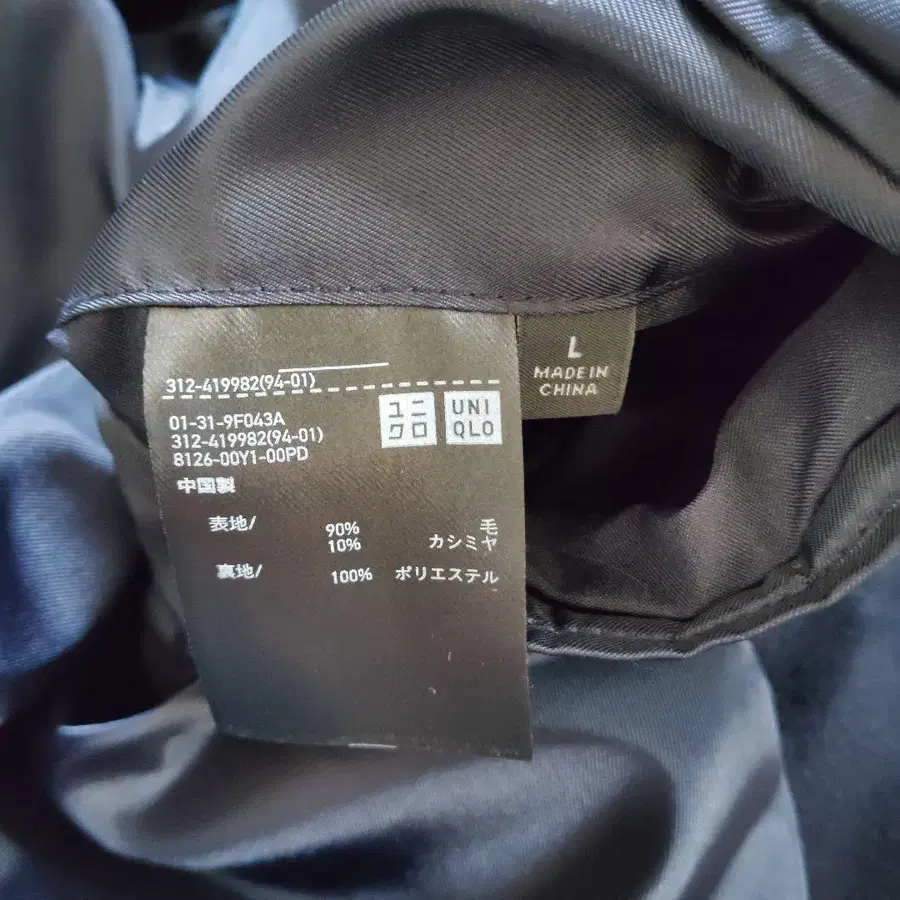 312-419982(94-01)
01-31-9F043A
312-419982(94-01)
8126-00Y1-00PD
中国製
ユニ
クロ
UNI
QLO
表地/ 90% 毛
10% カシミヤ
裏地/ 100% ポリエステル
L
MADE IN
CHINA